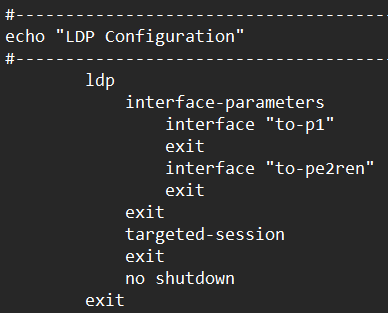 #--------------------------------------
echo "LDP Configuration"
#--------------------------------------
ldp
interface-parameters
interface "to-p1"
exit
interface "to-pe2ren"
exit
exit
targeted-session
exit
no shutdown
exit